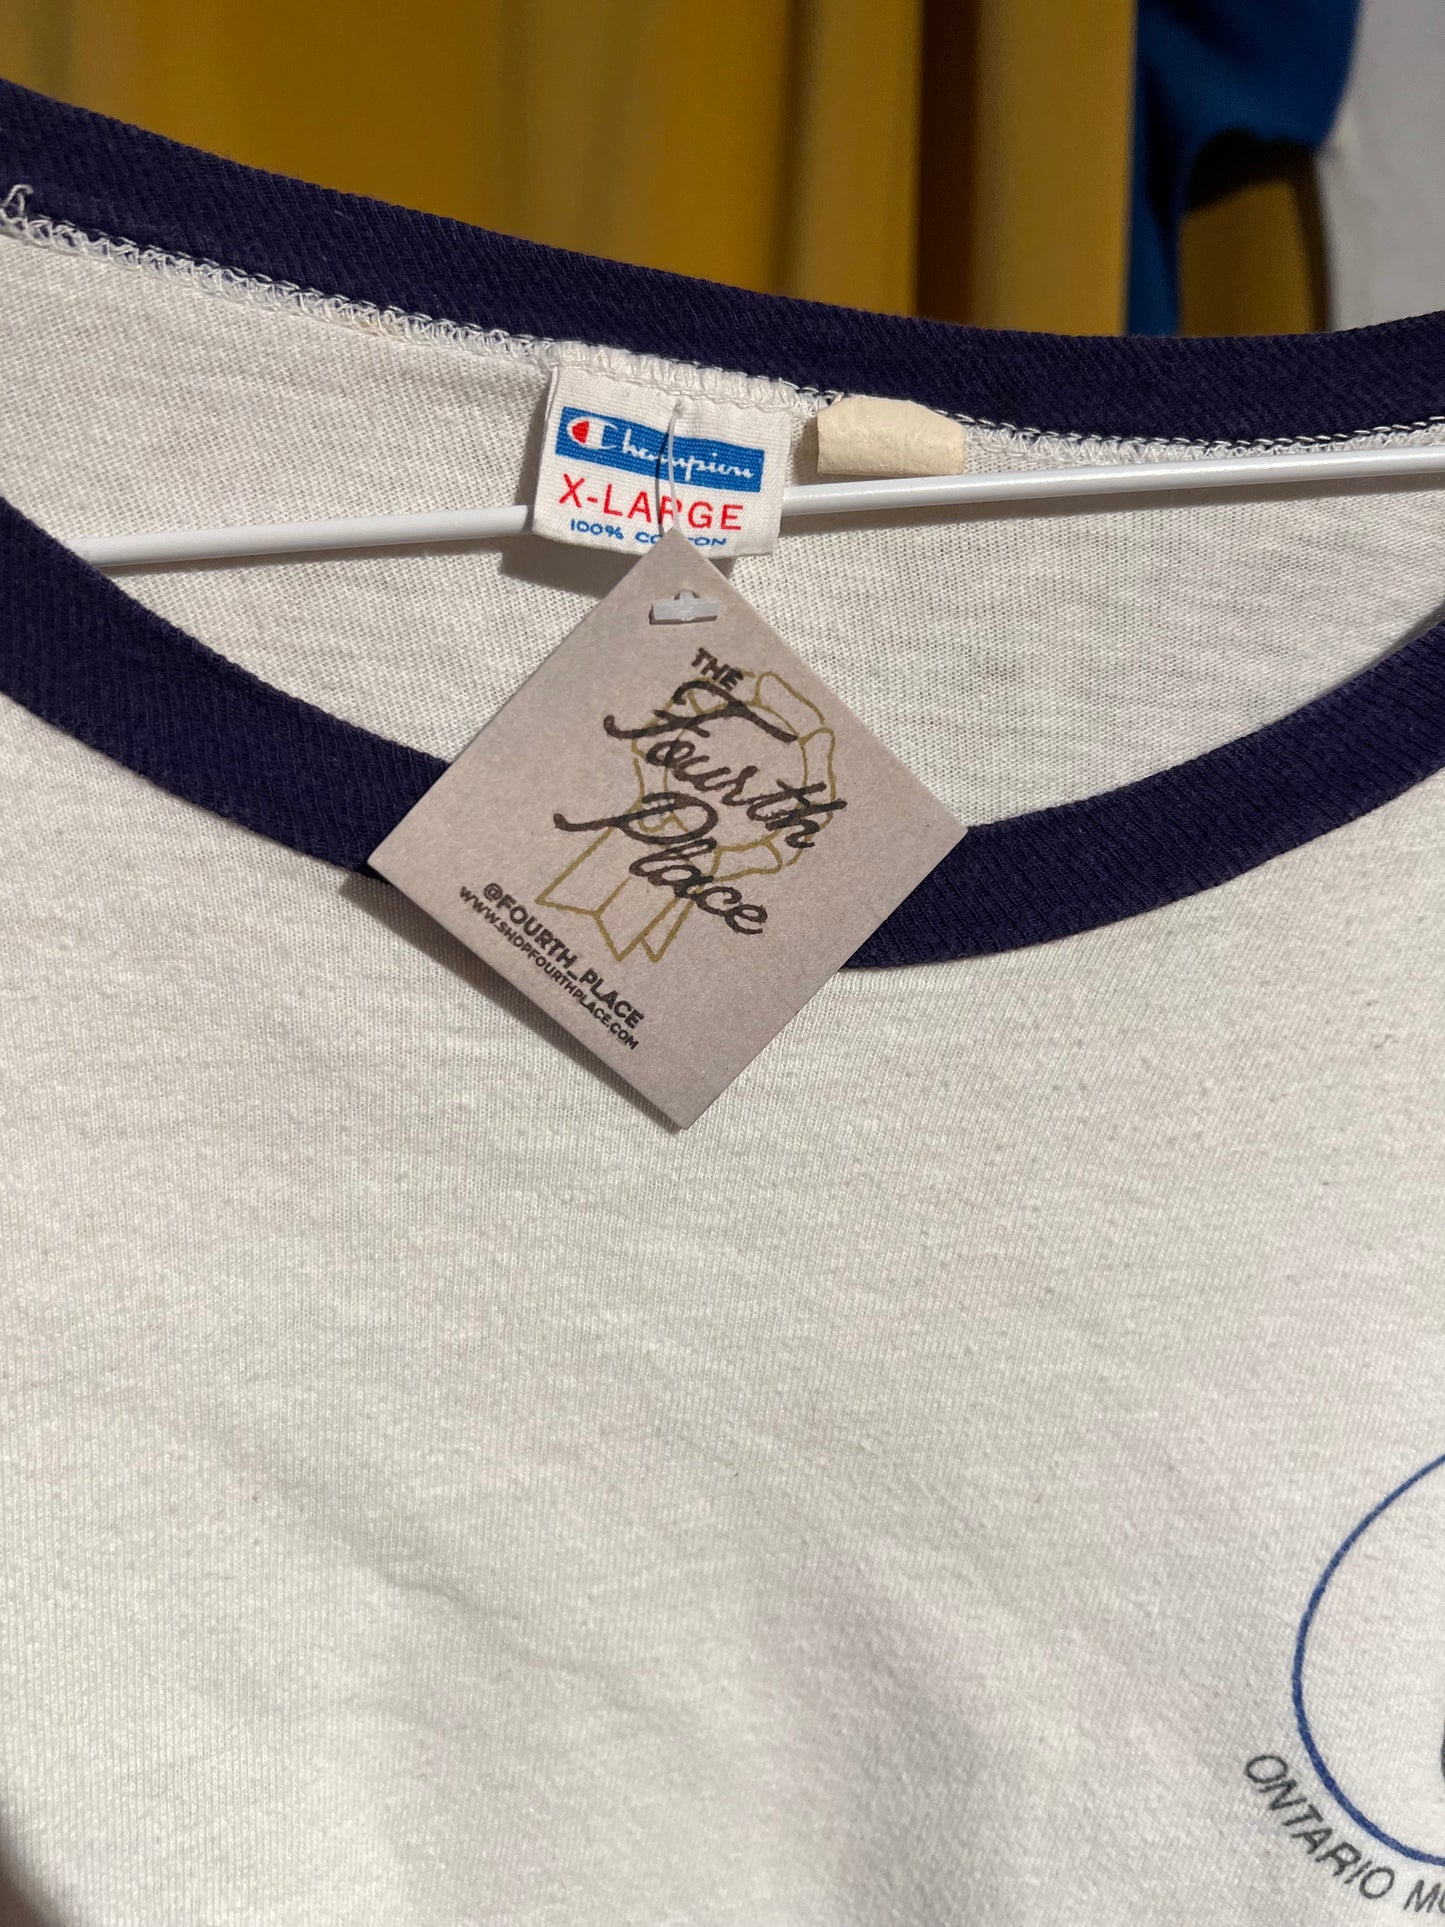 Champion
X-LARGE
100% COTTON
THE
Fourth
Place
@FOURTH_PLACE
WWW.SHOPFOURTHPLACE.COM
ONTARIO